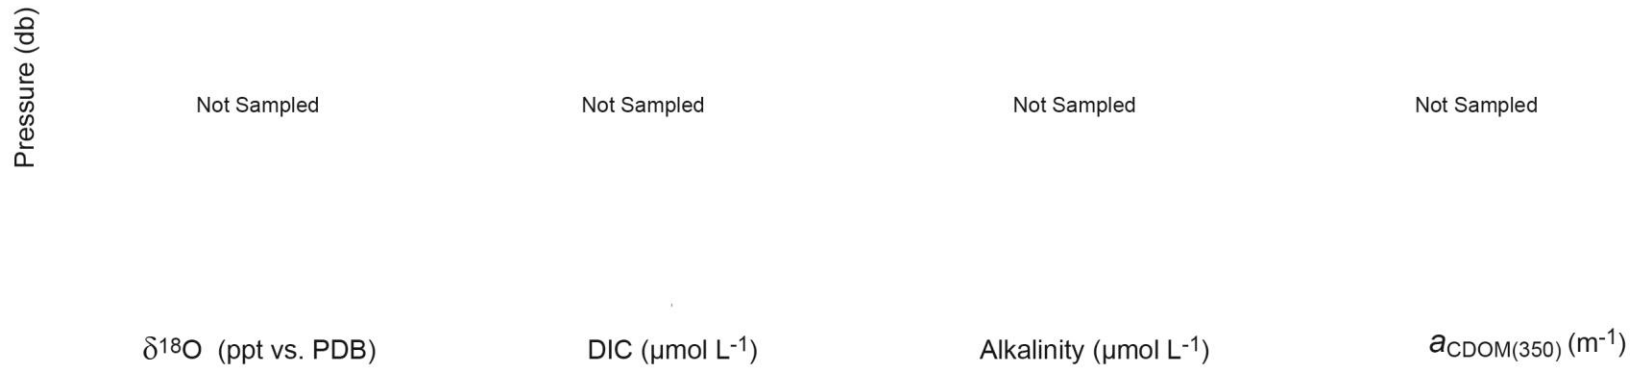 Pressure (db)
Not Sampled
Not Sampled
Not Sampled
Not Sampled
δ18O (ppt vs. PDB)
DIC (µmol L-1)
Alkalinity (µmol L-1)
aCDOM(350) (m-1)